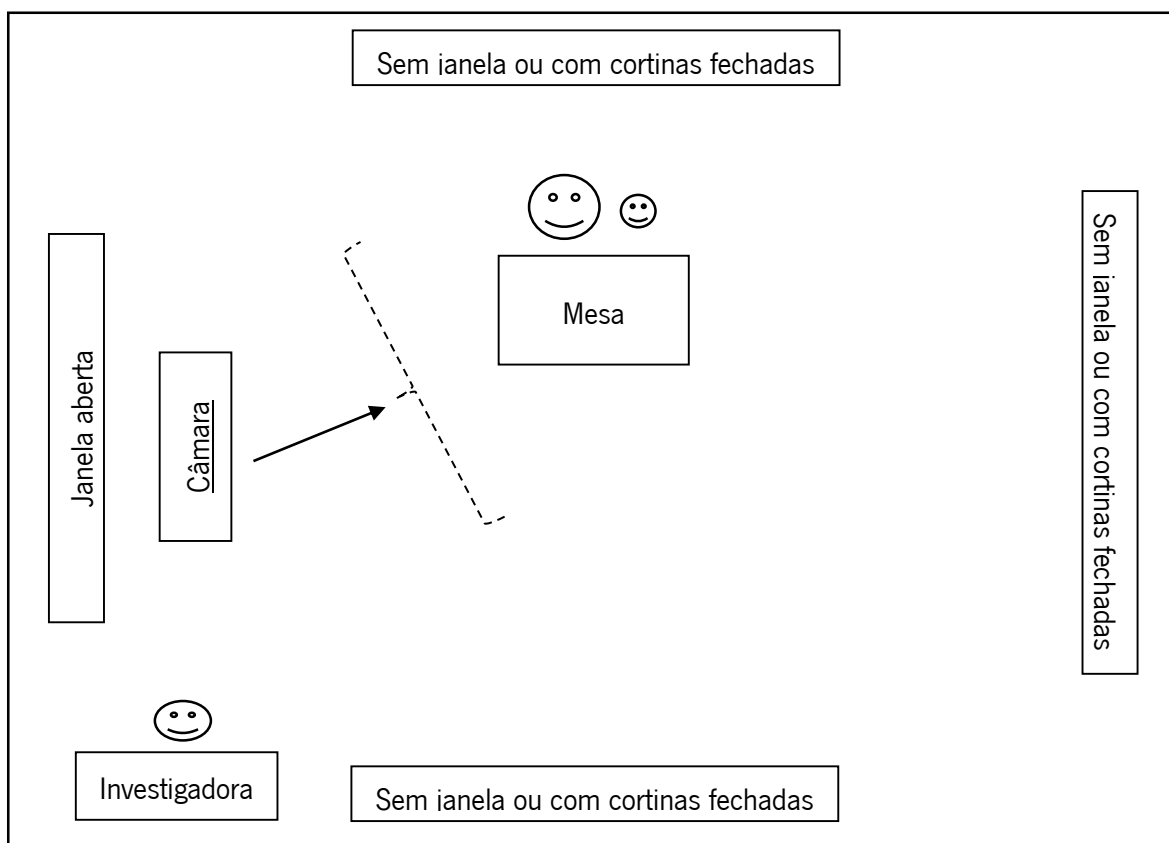 Sem janela ou com cortinas fechadas
Mesa
Janela aberta
Câmara
Sem janela ou com cortinas fechadas
Investigadora
Sem janela ou com cortinas fechadas